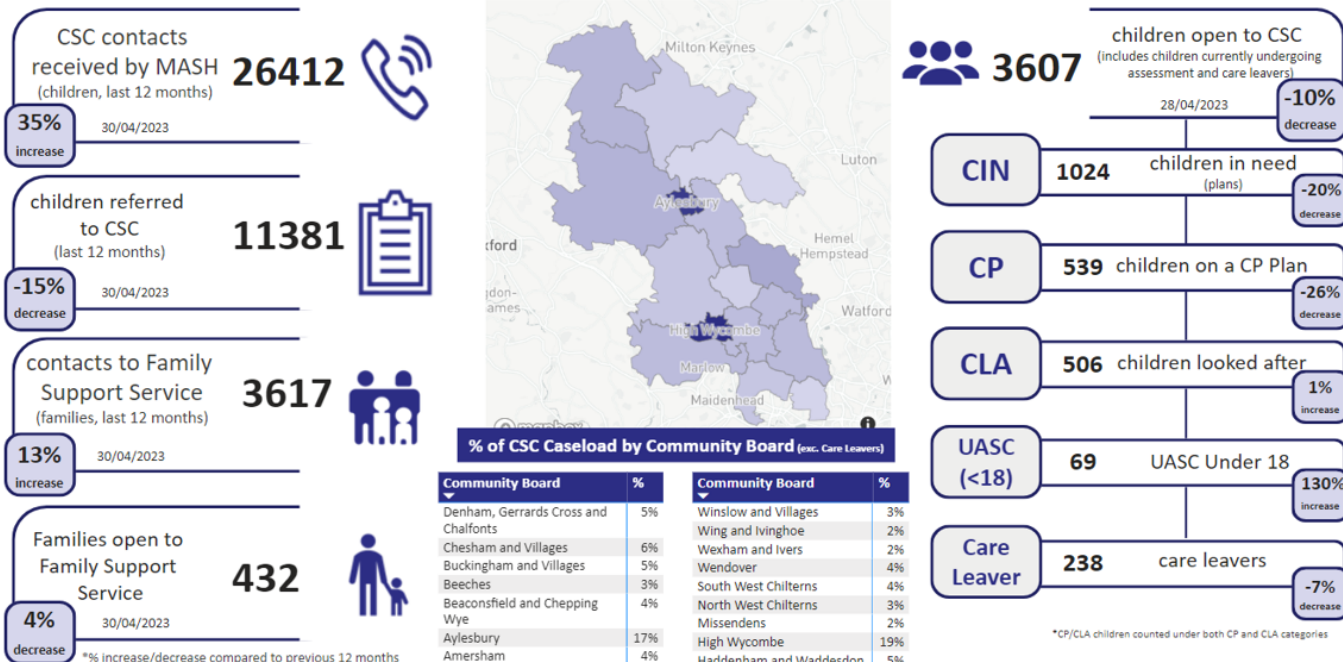 CSC contacts
received by MASH
(children, last 12 months)
26412
35%
increase
30/04/2023
children referred
to CSC
(last 12 months)
11381
-15%
decrease
30/04/2023
contacts to Family
Support Service
(families, last 12 months)
3617
13%
increase
30/04/2023
Families open to
Family Support
Service
432
4%
decrease
30/04/2023
*% increase/decrease compared to previous 12 months
Milton Keynes
Luton
Aylesbury
xford
Hemel
Hempstead
gdon-
ames
Watford
High Wycombe
Marlow
Maidenhead
W
mapbox
% of CSC Caseload by Community Board (exc. Care Leavers)
Community Board %
Denham, Gerrards Cross and
Chalfonts 5%
Chesham and Villages 6%
Buckingham and Villages 5%
Beeches 3%
Beaconsfield and Chepping
Wye 4%
Aylesbury 17%
Amersham 4%
Community Board %
Winslow and Villages 3%
Wing and Ivinghoe 2%
Wexham and Ivers 2%
Wendover 4%
South West Chilterns 4%
North West Chilterns 3%
Missendens 2%
High Wycombe 19%
Haddenham and Waddesdon 5%
3607
children open to CSC
(includes children currently undergoing
assessment and care leavers)
28/04/2023
-10%
decrease
CIN
1024
children in need
(plans)
-20%
decrease
CP
539
children on a CP Plan
-26%
decrease
CLA
506
children looked after
1%
increase
UASC
(<18)
69
UASC Under 18
130%
increase
Care
Leaver
238
care leavers
-7%
decrease
*CP/CLA children counted under both CP and CLA categories